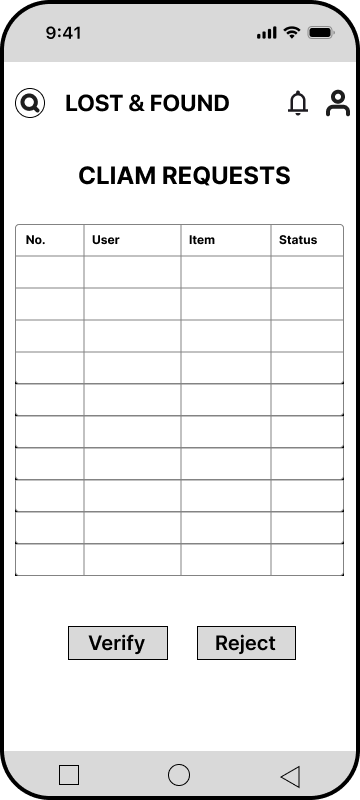 9:41
LOST & FOUND
CLIAM REQUESTS
No. User Item Status
Verify Reject